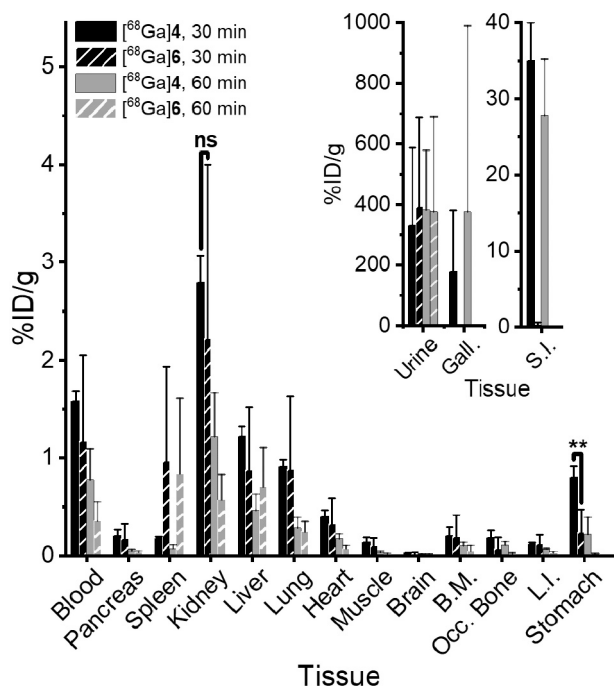 [⁶⁸Ga]4, 30 min
[⁶⁸Ga]6, 30 min
[⁶⁸Ga]4, 60 min
[⁶⁸Ga]6, 60 min
%ID/g
5
4
3
2
1
0
ns
**
Blood
Pancreas
Spleen
Kidney
Liver
Lung
Heart
Muscle
Brain
B.M.
Occ. Bone
L.I.
Stomach
Tissue
%ID/g
1000
800
600
400
200
0
40
30
20
10
0
Urine
Gall.
S.I.
Tissue